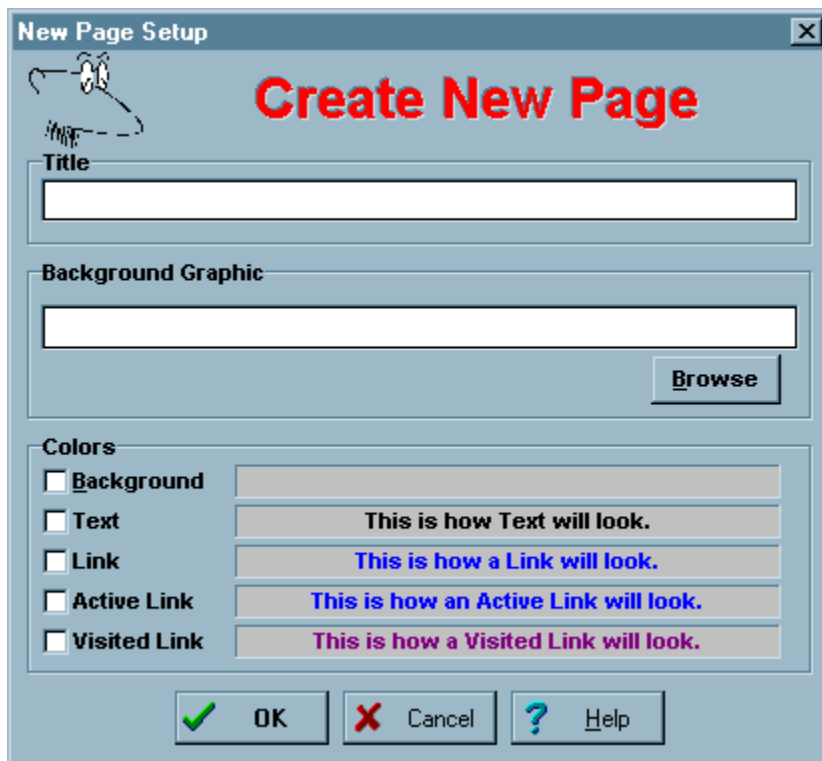 New Page Setup
Create New Page
Title
Background Graphic
Browse
Colors
Background
Text This is how Text will look.
Link This is how a Link will look.
Active Link This is how an Active Link will look.
Visited Link This is how a Visited Link will look.
OK Cancel ? Help